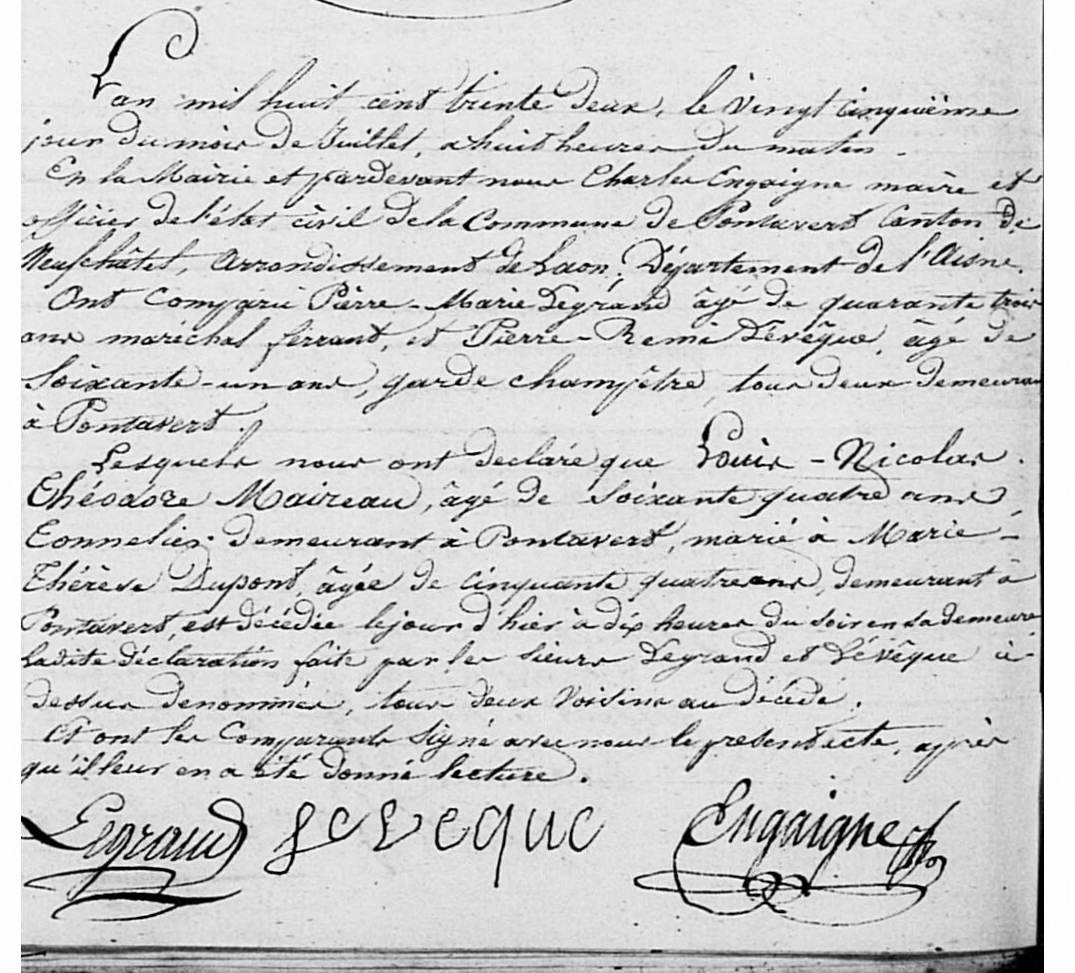 L'an mil huit cent trente deux, le vingt cinquième
jour du mois de Juillet, a huit heures du matin.
En la Mairie et pardevant nous Charles Engaigne maire et
officier de l'état civil de la Commune de Pontavert Canton de
Neufchâtel, Arrondissement de Laon, Département de l'Aisne.
Ont Comparu Pierre-Marie Legrand âgé de quarante trois
ans maréchal ferrant, et Pierre-Remi Lévêque, âgé de
Soixante-un ans, garde champêtre, tous deux demeurant
à Pontavert.
Lesquels nous ont declaré que Louis-Nicolas
Théodore Maireau, âgé de soixante quatre ans
Tonnelier demeurant à Pontavert, marié à Marie-
Thérèse Dupont, âgée de cinquante quatre ans, demeurant à
Pontavert, est décédée le jour d'hier à dix heures du soir en sa demeure
Ladite déclaration faite par les sieurs Legrand et Lévêque ci-
dessus denommés, tous deux voisins au décédé.
Et ont les Comparants signé avec nous le present acte, après
qu'il leur en a été donné lecture.
Legrand Leveque Engaigne